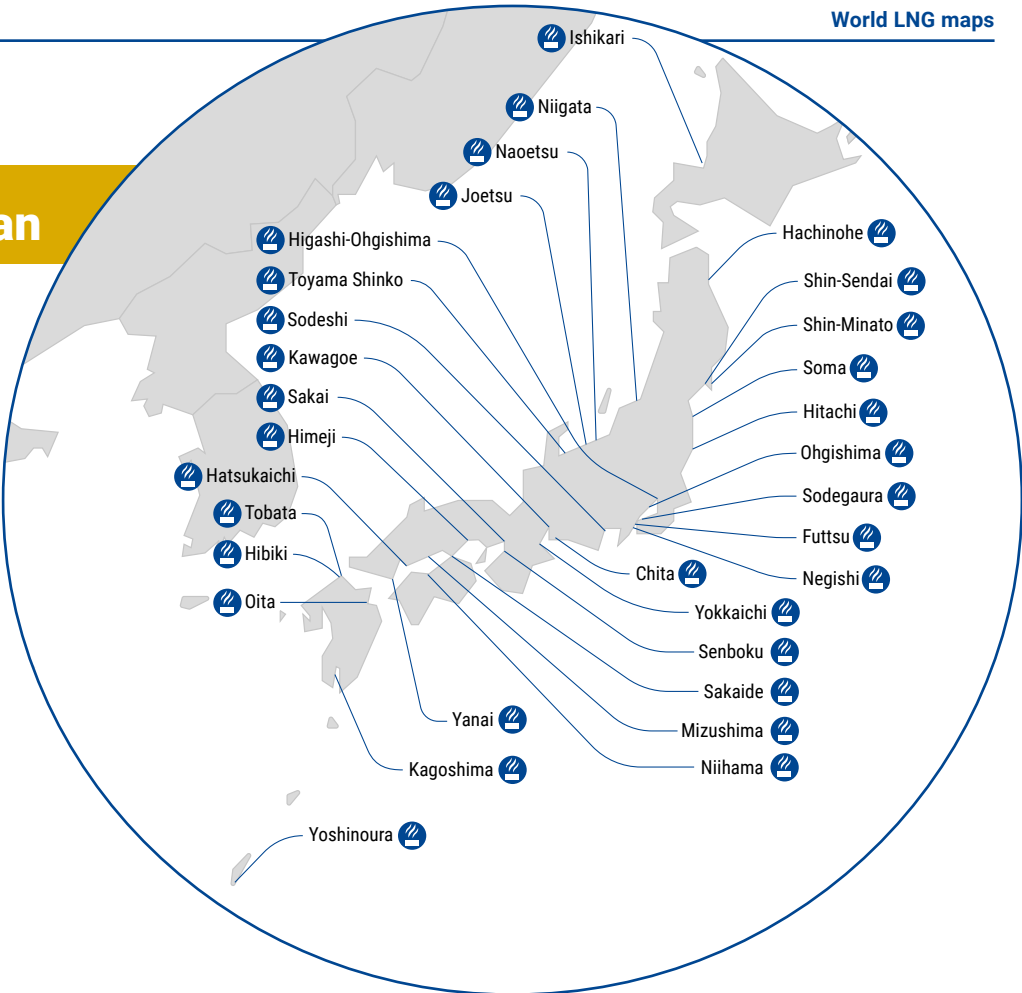 World LNG maps
an
Ishikari
Niigata
Naoetsu
Joetsu
Higashi-Ohgishima
Toyama Shinko
Sodeshi
Kawagoe
Sakai
Himeji
Hatsukaichi
Tobata
Hibiki
Oita
Hachinohe
Shin-Sendai
Shin-Minato
Soma
Hitachi
Ohgishima
Sodegaura
Futtsu
Negishi
Chita
Yokkaichi
Senboku
Sakaide
Mizushima
Niihama
Yanai
Kagoshima
Yoshinoura